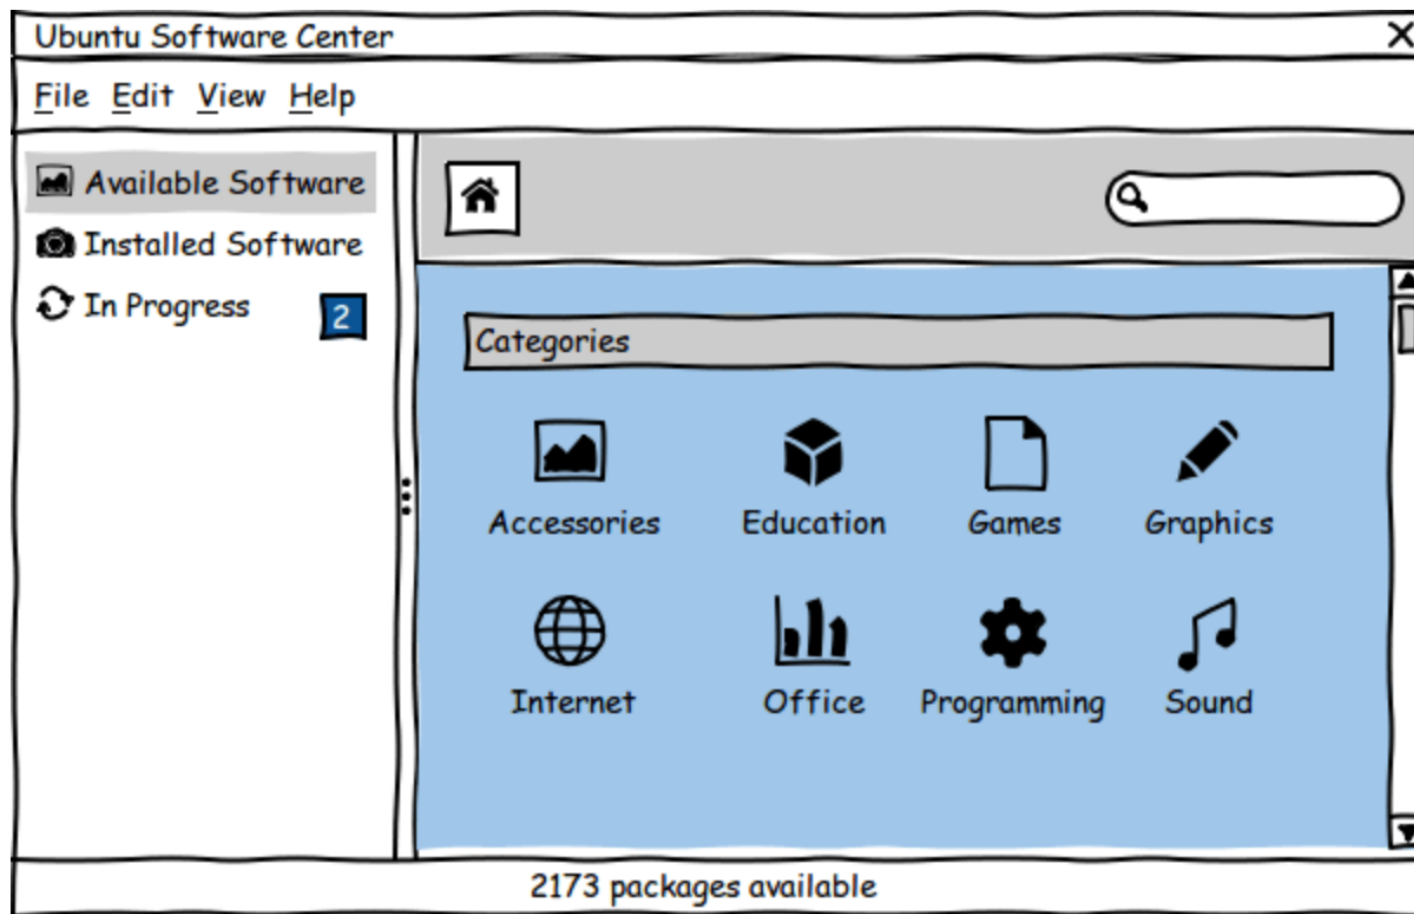 Ubuntu Software Center
File Edit View Help
Available Software
Installed Software
In Progress 2
Categories
Accessories Education Games Graphics
Internet Office Programming Sound
2173 packages available